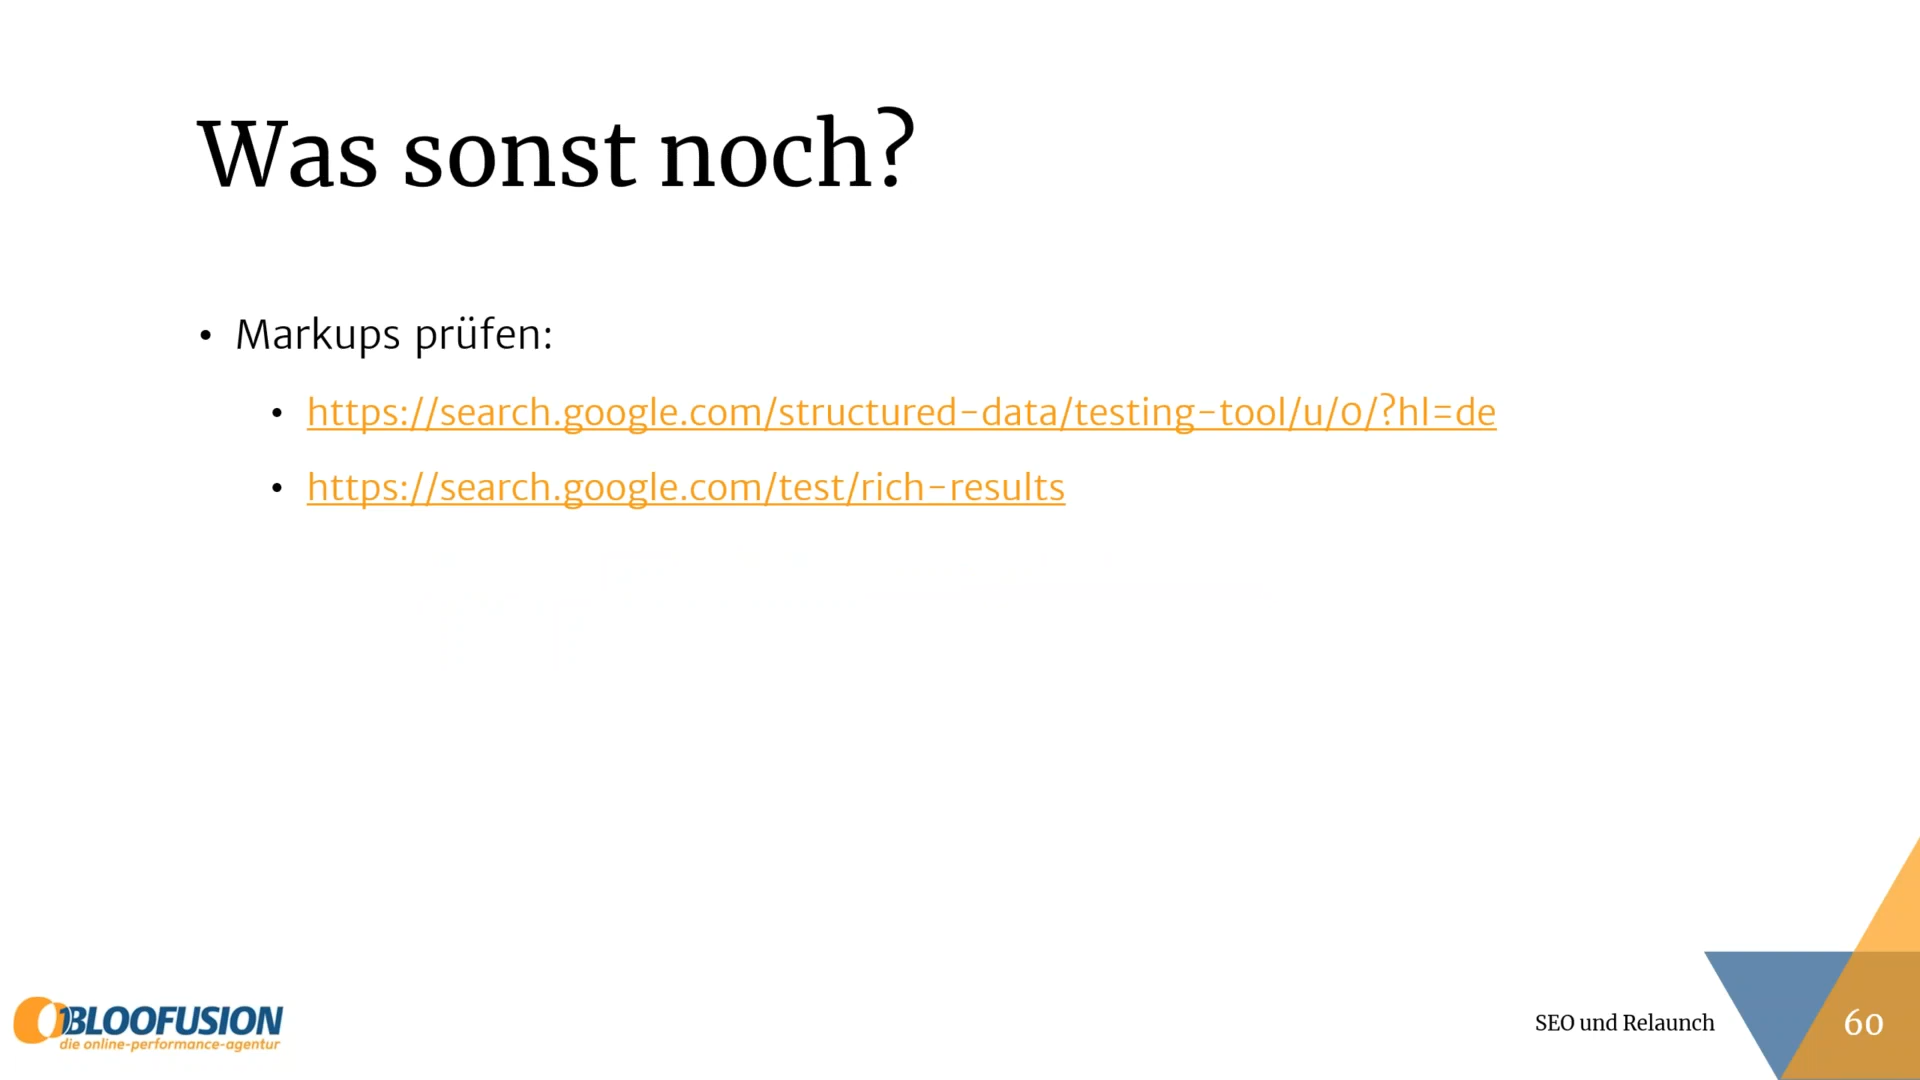 Was sonst noch?
• Markups prüfen:
• https://search.google.com/structured-data/testing-tool/u/0/?hl=de
• https://search.google.com/test/rich-results
BLOOFUSION
die online-performance-agentur
SEO und Relaunch
60